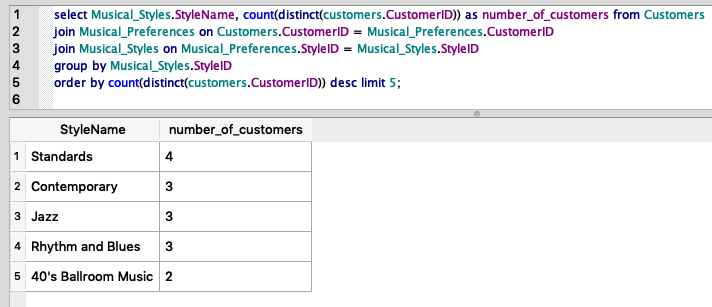 1 select Musical_Styles.StyleName, count(distinct(customers.CustomerID)) as number_of_customers from Customers
2 join Musical_Preferences on Customers.CustomerID = Musical_Preferences.CustomerID
3 join Musical_Styles on Musical_Preferences.StyleID = Musical_Styles.StyleID
4 group by Musical_Styles.StyleID
5 order by count(distinct(customers.CustomerID)) desc limit 5;
6
StyleName number_of_customers
1 Standards 4
2 Contemporary 3
3 Jazz 3
4 Rhythm and Blues 3
5 40's Ballroom Music 2